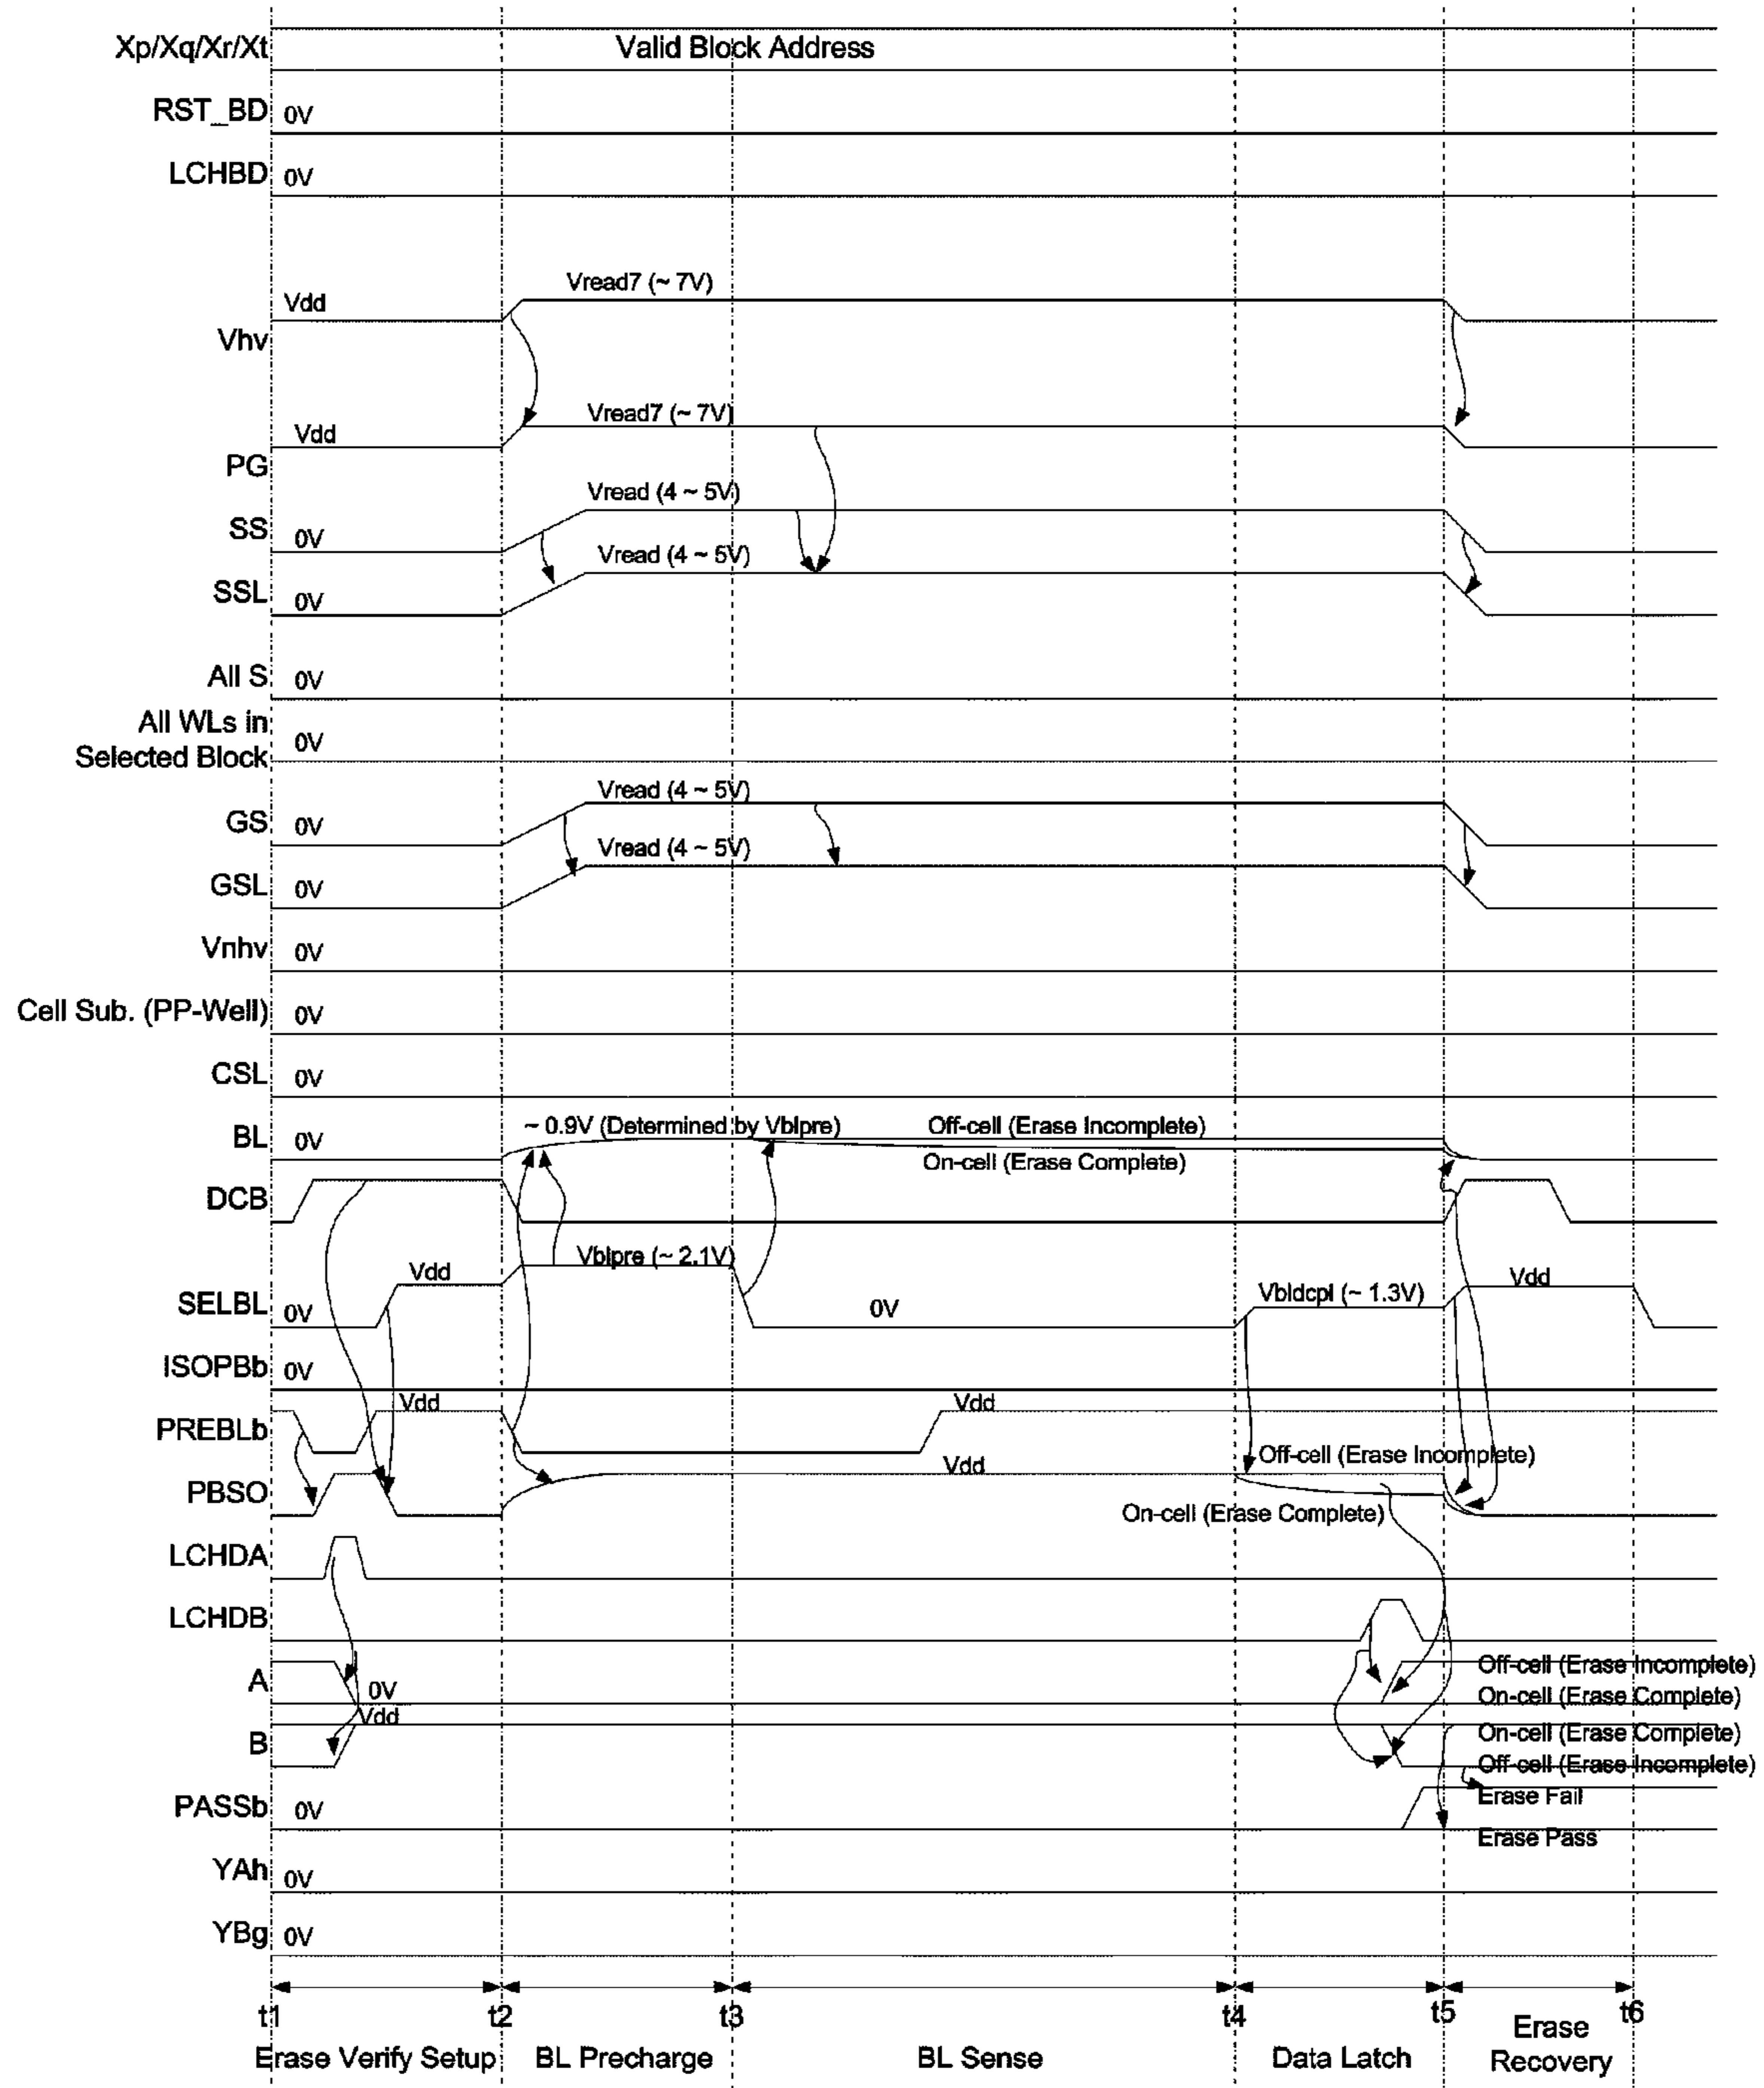 Xp/Xq/Xr/Xt Valid Block Address
RST_BD 0V
LCHBD 0V
Vread7 (~ 7V)
Vdd
Vhv
Vread7 (~ 7V)
Vdd
PG
Vread (4 ~ 5V)
SS 0V
Vread (4 ~ 5V)
SSL 0V
All S 0V
All WLs in
Selected Block 0V
Vread (4 ~ 5V)
GS 0V
Vread (4 ~ 5V)
GSL 0V
Vnhv 0V
Cell Sub. (PP-Well) 0V
CSL 0V
~ 0.9V (Determined by Vblpre) Off-cell (Erase Incomplete)
BL 0V
On-cell (Erase Complete)
DCB
Vblpre (~ 2.1V)
Vdd Vdd
Vbldcpl (~ 1.3V)
SELBL 0V 0V
ISOPBb 0V
Vdd Vdd
PREBLb
Off-cell (Erase Incomplete)
Vdd
PBSO
On-cell (Erase Complete)
LCHDA
LCHDB
Off-cell (Erase Incomplete)
A 0V On-cell (Erase Complete)
Vdd
On-cell (Erase Complete)
B
Off-cell (Erase Incomplete)
Erase Fail
PASSb 0V
Erase Pass
YAh 0V
YBg 0V
t1 t2 t3 t4 t5 t6
Erase Verify Setup BL Precharge BL Sense Data Latch Erase
Recovery